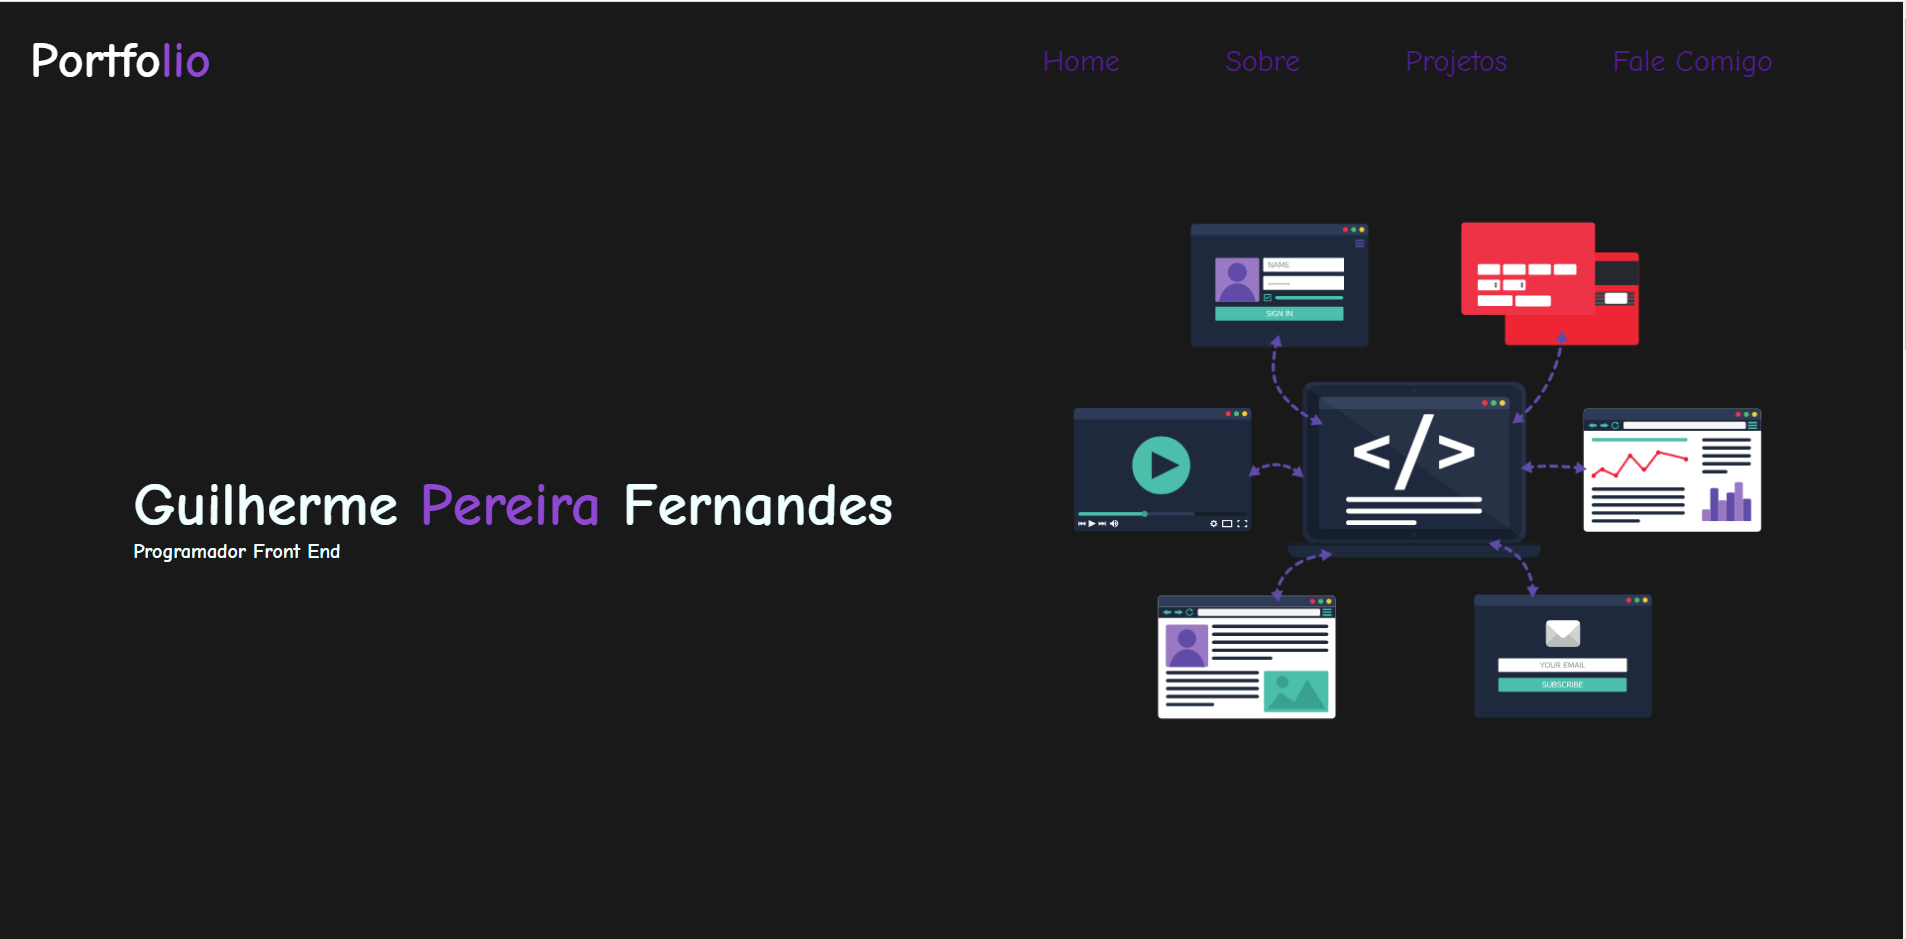 Portfolio
Home Sobre Projetos Fale Comigo
NAME
SIGN IN
</>
Guilherme Pereira Fernandes
Programador Front End
YOUR EMAIL
SUBSCRIBE